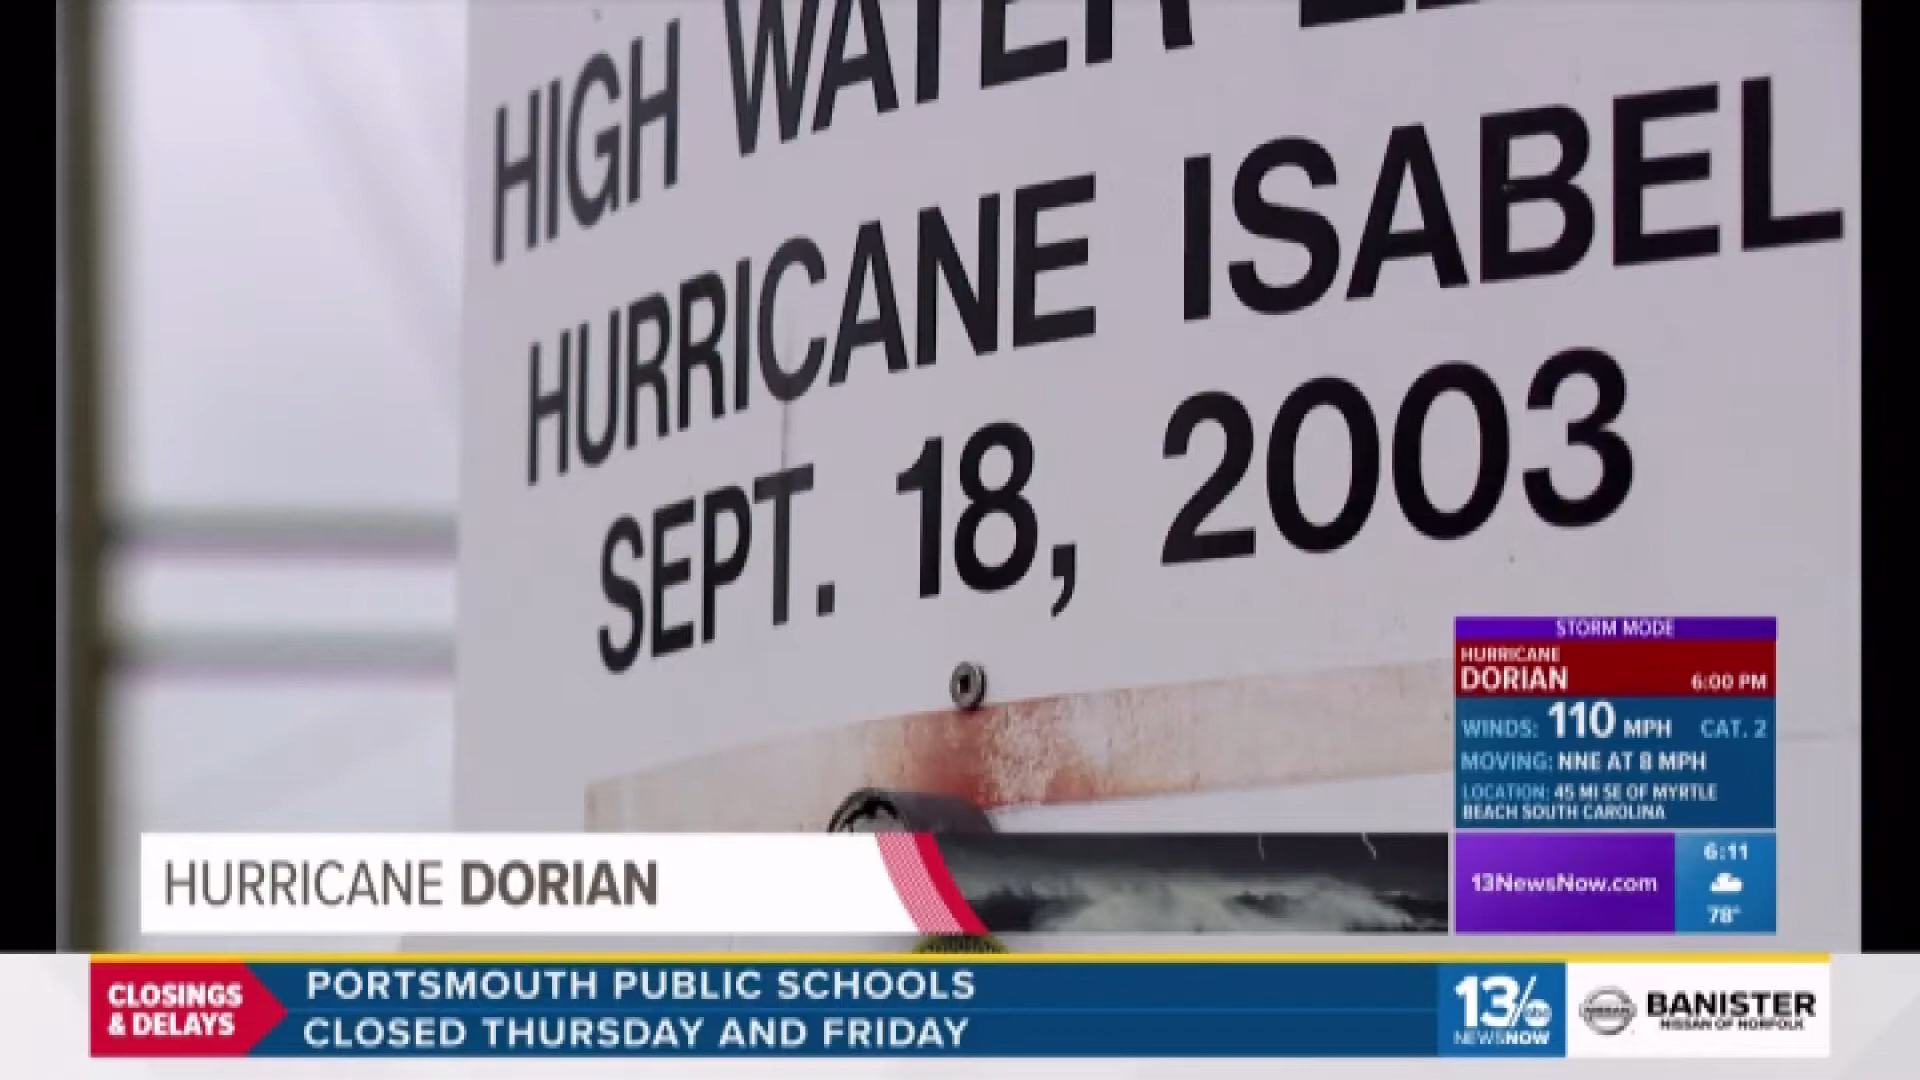 HIGH WATER
HURRICANE ISABEL
SEPT. 18, 2003
STORM MODE
HURRICANE
DORIAN 6:00 PM
WINDS: 110 MPH CAT. 2
MOVING: NNE AT 8 MPH
LOCATION: 45 MI SE OF MYRTLE
BEACH SOUTH CAROLINA
13NewsNow.com
6:11
78°
HURRICANE DORIAN
CLOSINGS
& DELAYS
PORTSMOUTH PUBLIC SCHOOLS
CLOSED THURSDAY AND FRIDAY
13 abc
NEWSNOW
NISSAN
BANISTER
NISSAN OF NORFOLK